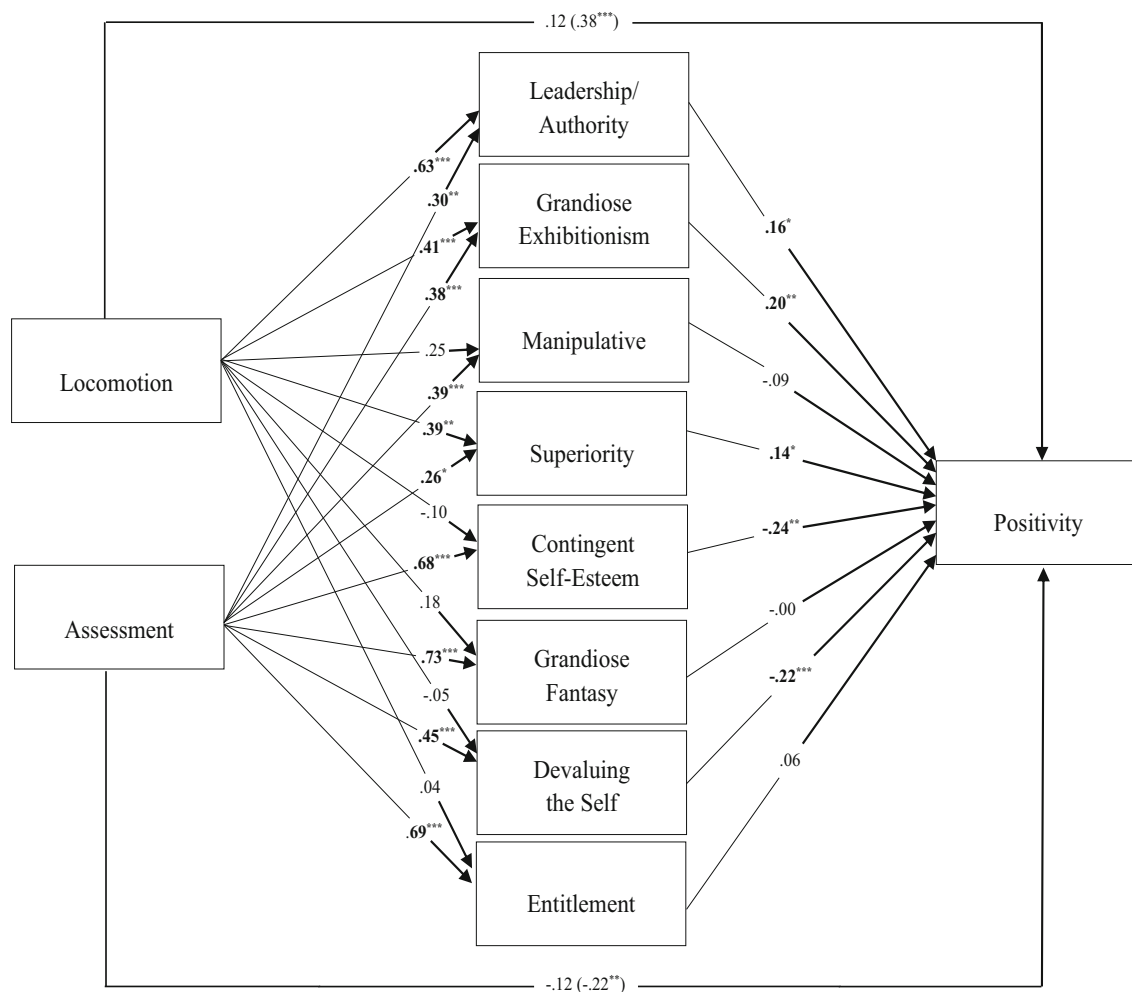 .12 (.38***)
Leadership/
Authority
.63***
.30**
Grandiose
Exhibitionism
.16*
.41***
.20**
.38***
Manipulative
.25
-.09
Locomotion
.39***
.39**
Superiority
.14*
.26*
-.10
Positivity
Contingent
Self-Esteem
-.24**
.68***
.18
-.00
Assessment
Grandiose
Fantasy
.73***
-.22***
-.05
.45***
Devaluing
the Self
.06
.04
.69***
Entitlement
-.12 (-.22**)